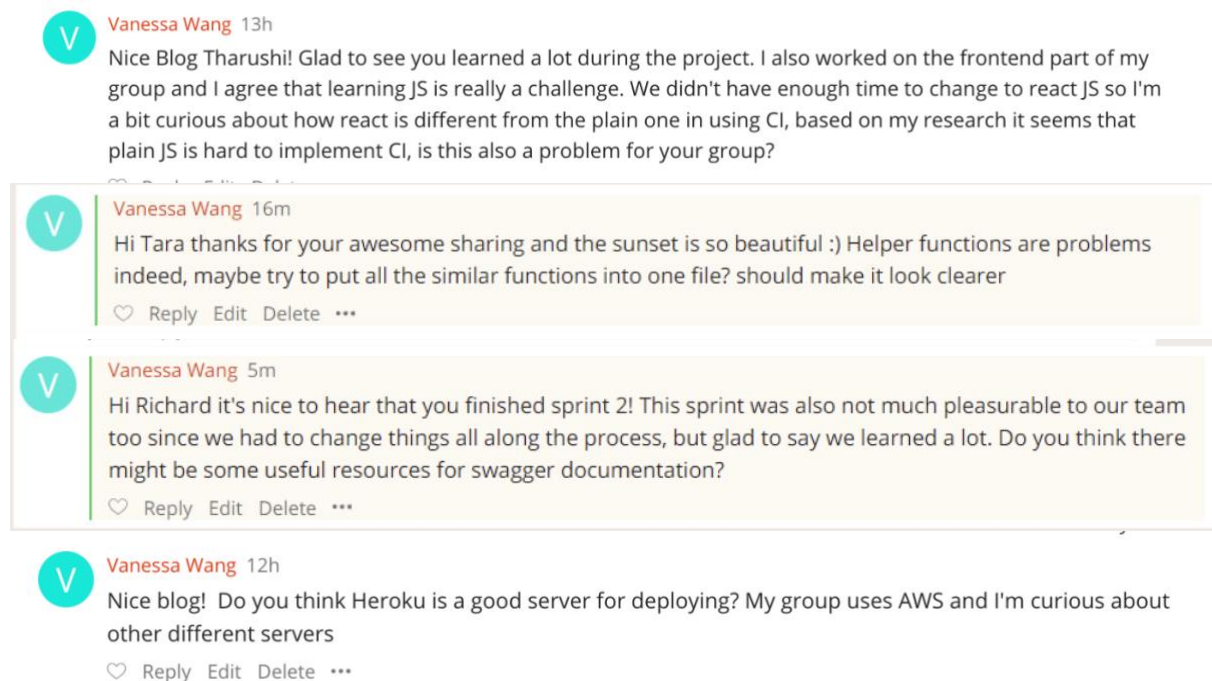 V
Vanessa Wang 13h
Nice Blog Tharushi! Glad to see you learned a lot during the project. I also worked on the frontend part of my
group and I agree that learning JS is really a challenge. We didn't have enough time to change to react JS so I'm
a bit curious about how react is different from the plain one in using CI, based on my research it seems that
plain JS is hard to implement CI, is this also a problem for your group?
V
Vanessa Wang 16m
Hi Tara thanks for your awesome sharing and the sunset is so beautiful :) Helper functions are problems
indeed, maybe try to put all the similar functions into one file? should make it look clearer
Reply Edit Delete •••
V
Vanessa Wang 5m
Hi Richard it's nice to hear that you finished sprint 2! This sprint was also not much pleasurable to our team
too since we had to change things all along the process, but glad to say we learned a lot. Do you think there
might be some useful resources for swagger documentation?
Reply Edit Delete •••
V
Vanessa Wang 12h
Nice blog! Do you think Heroku is a good server for deploying? My group uses AWS and I'm curious about
other different servers
Reply Edit Delete •••